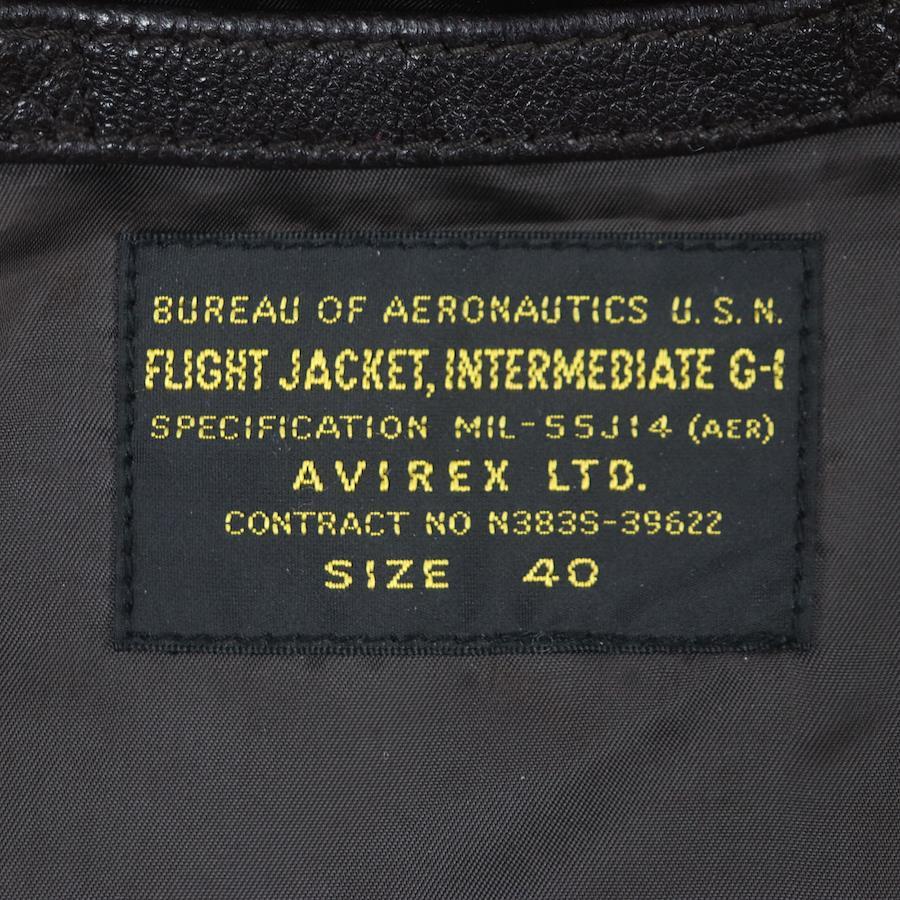 BUREAU OF AERONAUTICS U.S.N.
FLIGHT JACKET, INTERMEDIATE G-1
SPECIFICATION MIL-55J14 (AER)
AVIREX LTD.
CONTRACT NO N383S-39622
SIZE 40